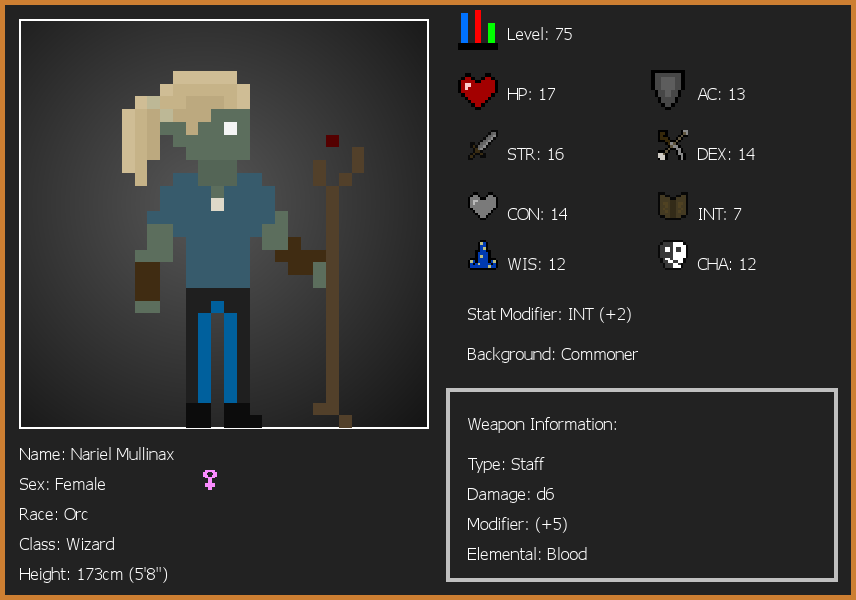 Level: 75
HP: 17
AC: 13
STR: 16
DEX: 14
CON: 14
INT: 7
WIS: 12
CHA: 12
Stat Modifier: INT (+2)
Background: Commoner
Weapon Information:
Type: Staff
Damage: d6
Modifier: (+5)
Elemental: Blood
Name: Nariel Mullinax
Sex: Female
Race: Orc
Class: Wizard
Height: 173cm (5'8")